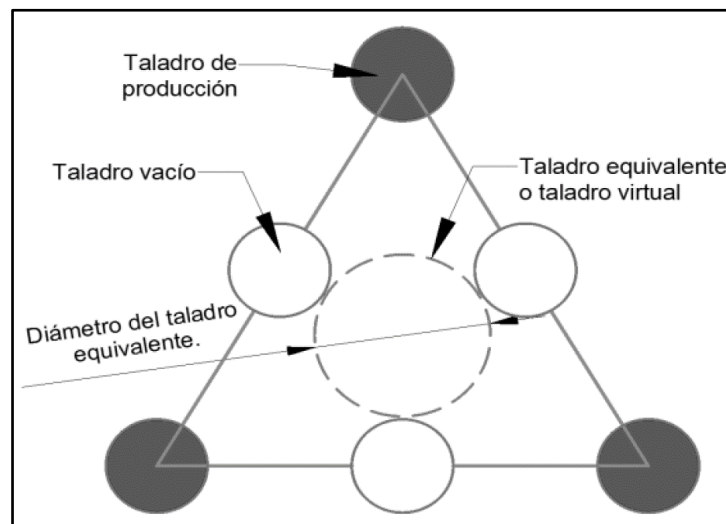 Taladro de
producción
Taladro vacío
Taladro equivalente
o taladro virtual
Diámetro del taladro
equivalente.